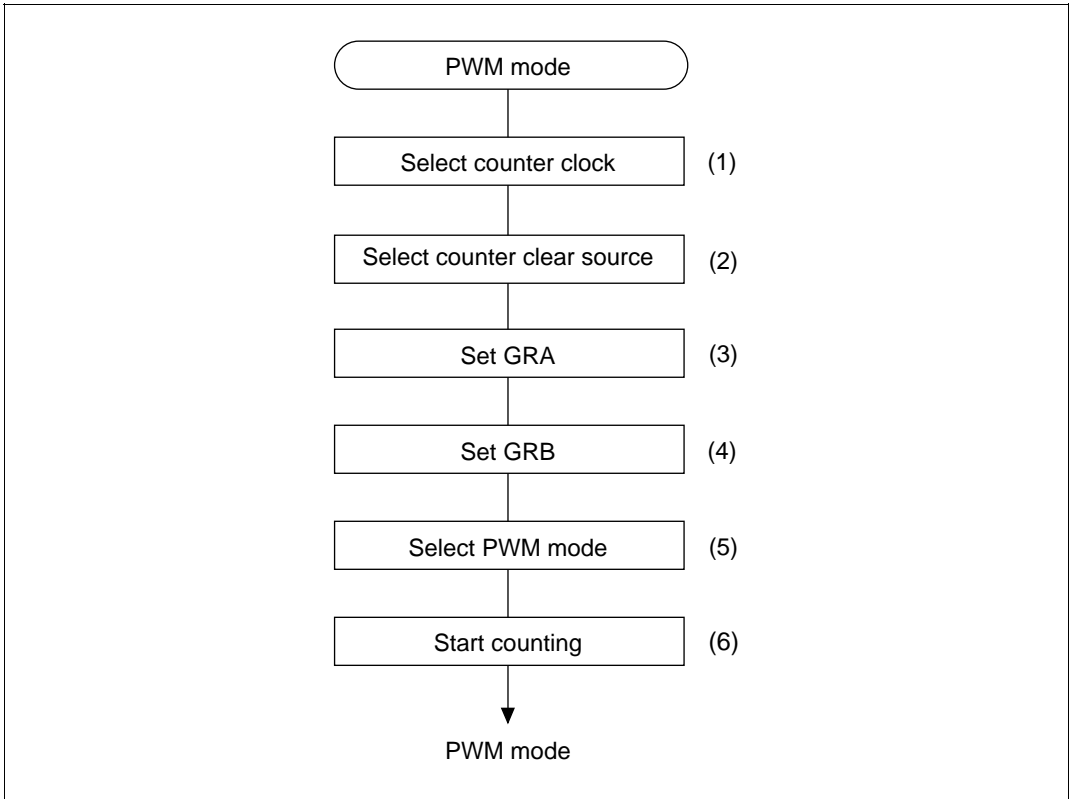 PWM mode
Select counter clock (1)
Select counter clear source (2)
Set GRA (3)
Set GRB (4)
Select PWM mode (5)
Start counting (6)
PWM mode